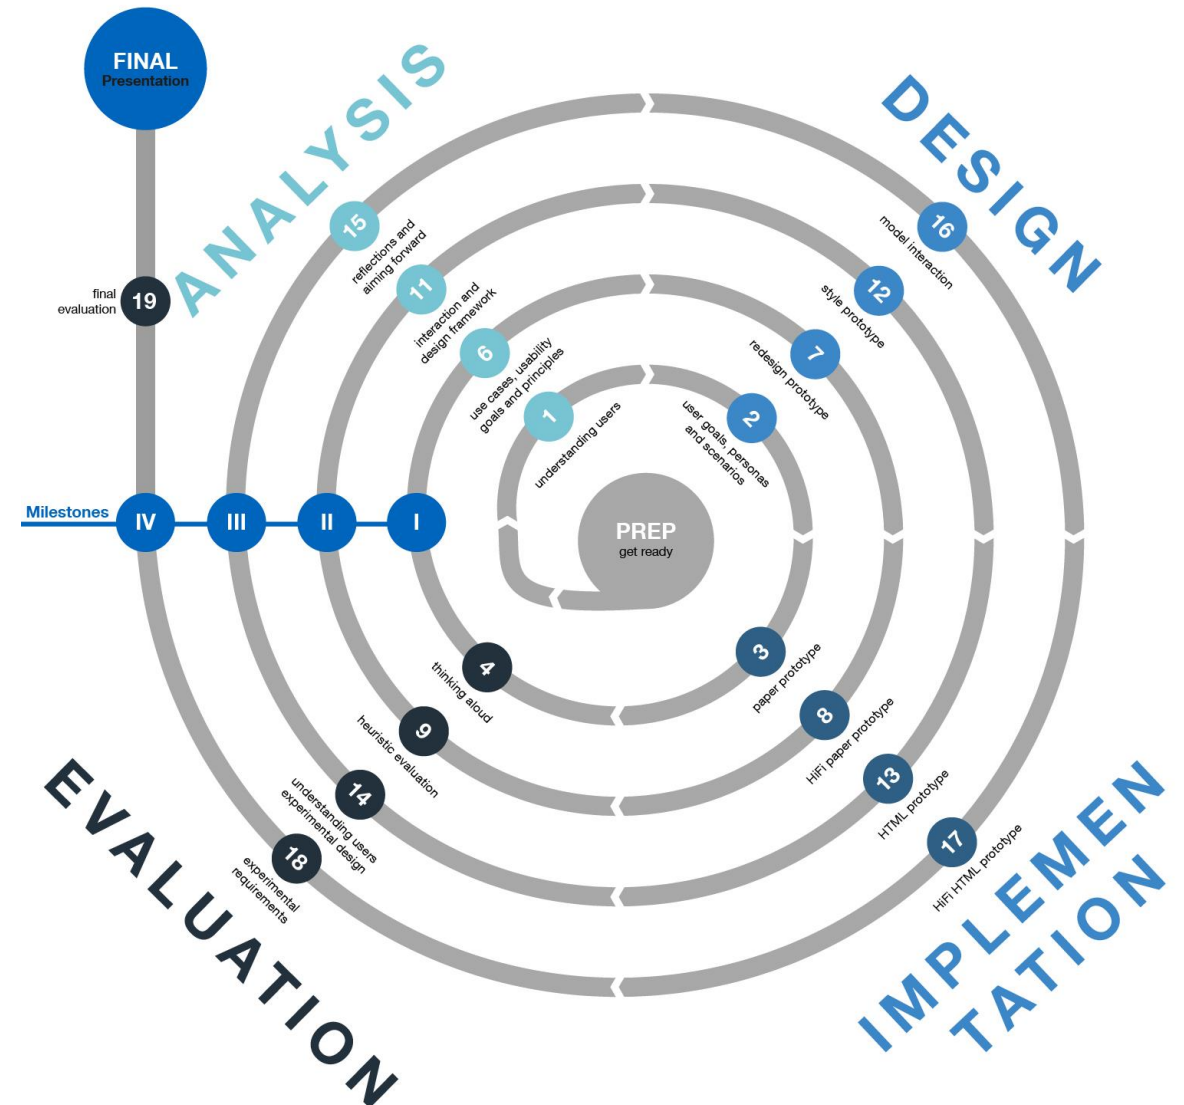 FINAL
Presentation
ANALYSIS
DESIGN
15
reflections and
aiming forward
16
model interaction
11
interaction and
design framework
12
style prototype
19
final
evaluation
6
use cases, usability
goals and principles
7
redesign prototype
1
understanding users
2
user goals, personas
and scenarios
Milestones
IV
III
II
I
PREP
get ready
4
thinking aloud
3
paper prototype
9
heuristic evaluation
8
HiFi paper prototype
14
understanding users
experimental design
13
HTML prototype
18
experimental
requirements
17
HiFi HTML prototype
EVALUATION
IMPLEMEN
TATION